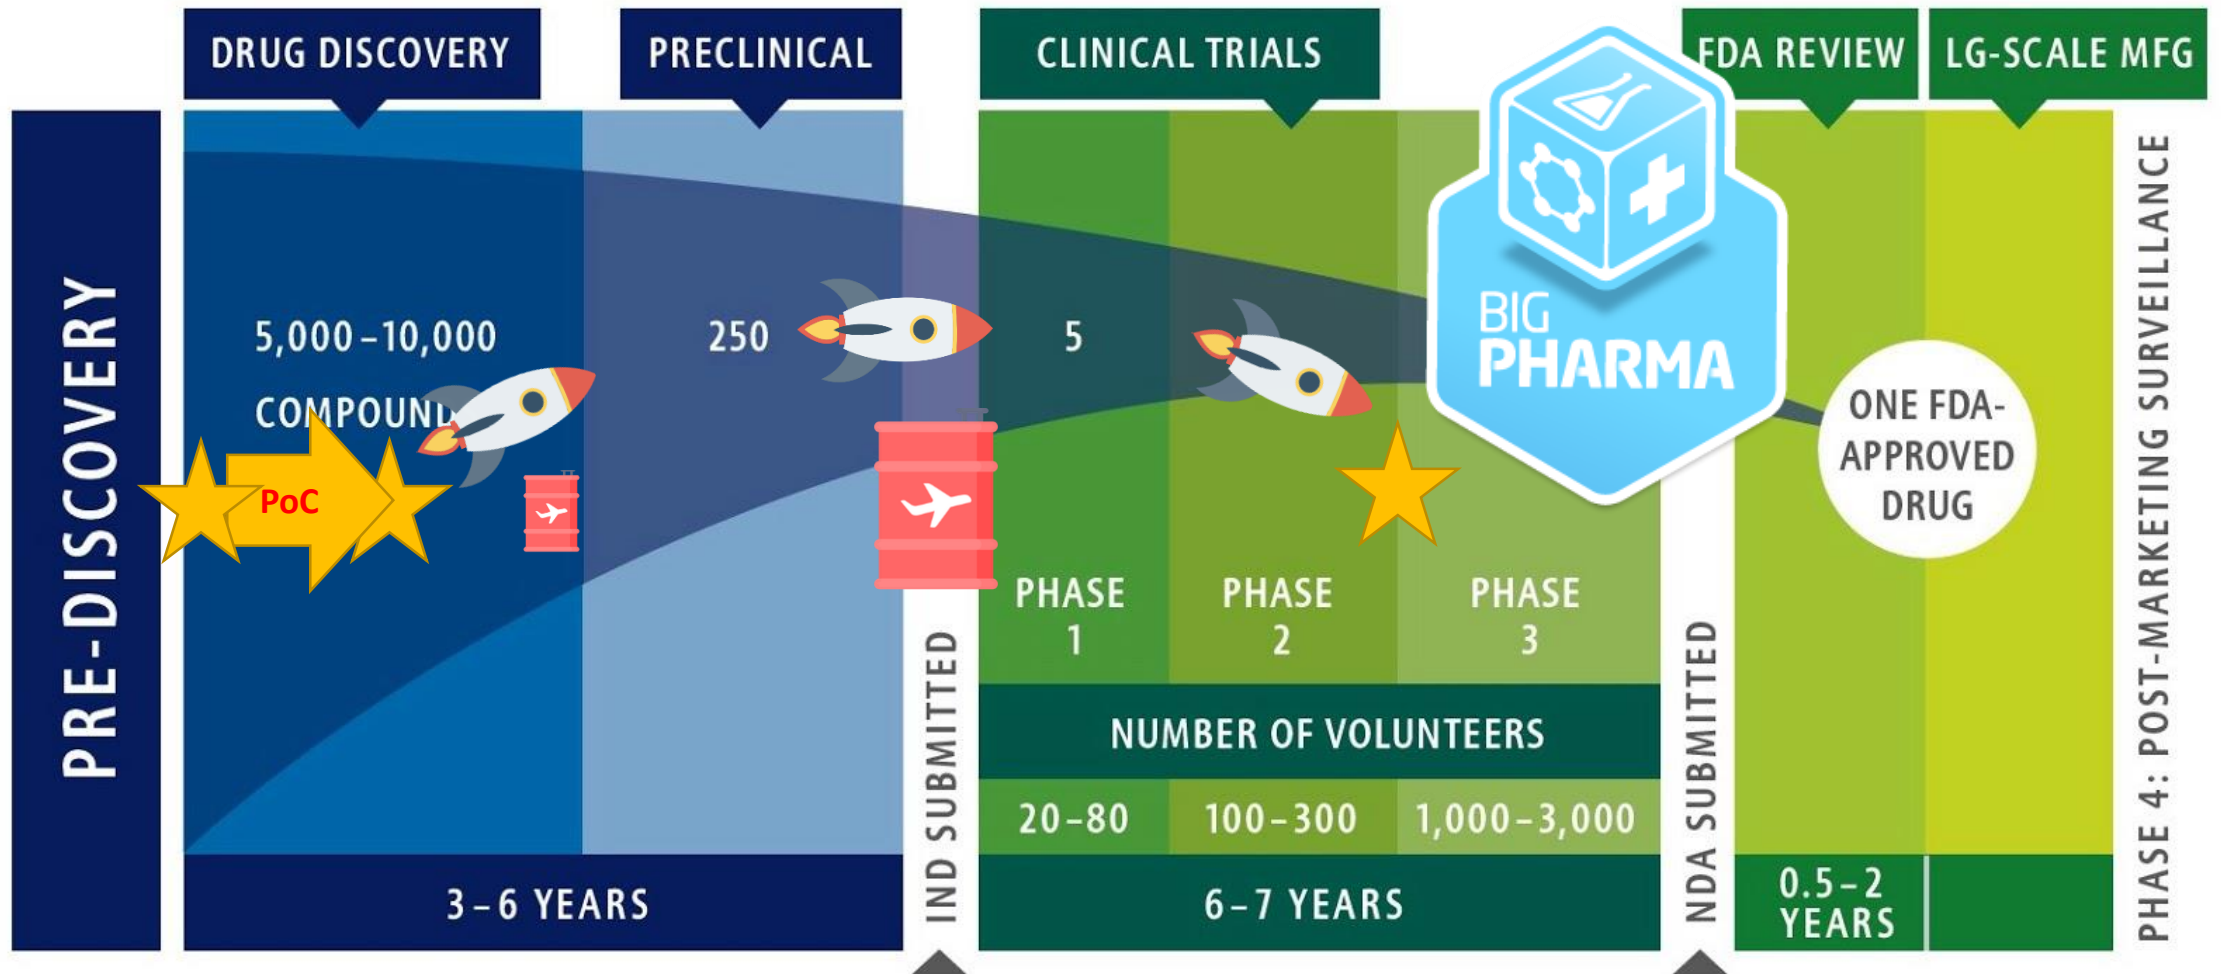 DRUG DISCOVERY
PRECLINICAL
CLINICAL TRIALS
FDA REVIEW
LG-SCALE MFG
PRE-DISCOVERY
5,000–10,000
COMPOUND
PoC
250
5
BIG
PHARMA
ONE FDA-
APPROVED
DRUG
PHASE
1
PHASE
2
PHASE
3
NUMBER OF VOLUNTEERS
20–80
100–300
1,000–3,000
IND SUBMITTED
NDA SUBMITTED
3–6 YEARS
6–7 YEARS
0.5–2
YEARS
PHASE 4: POST-MARKETING SURVEILLANCE